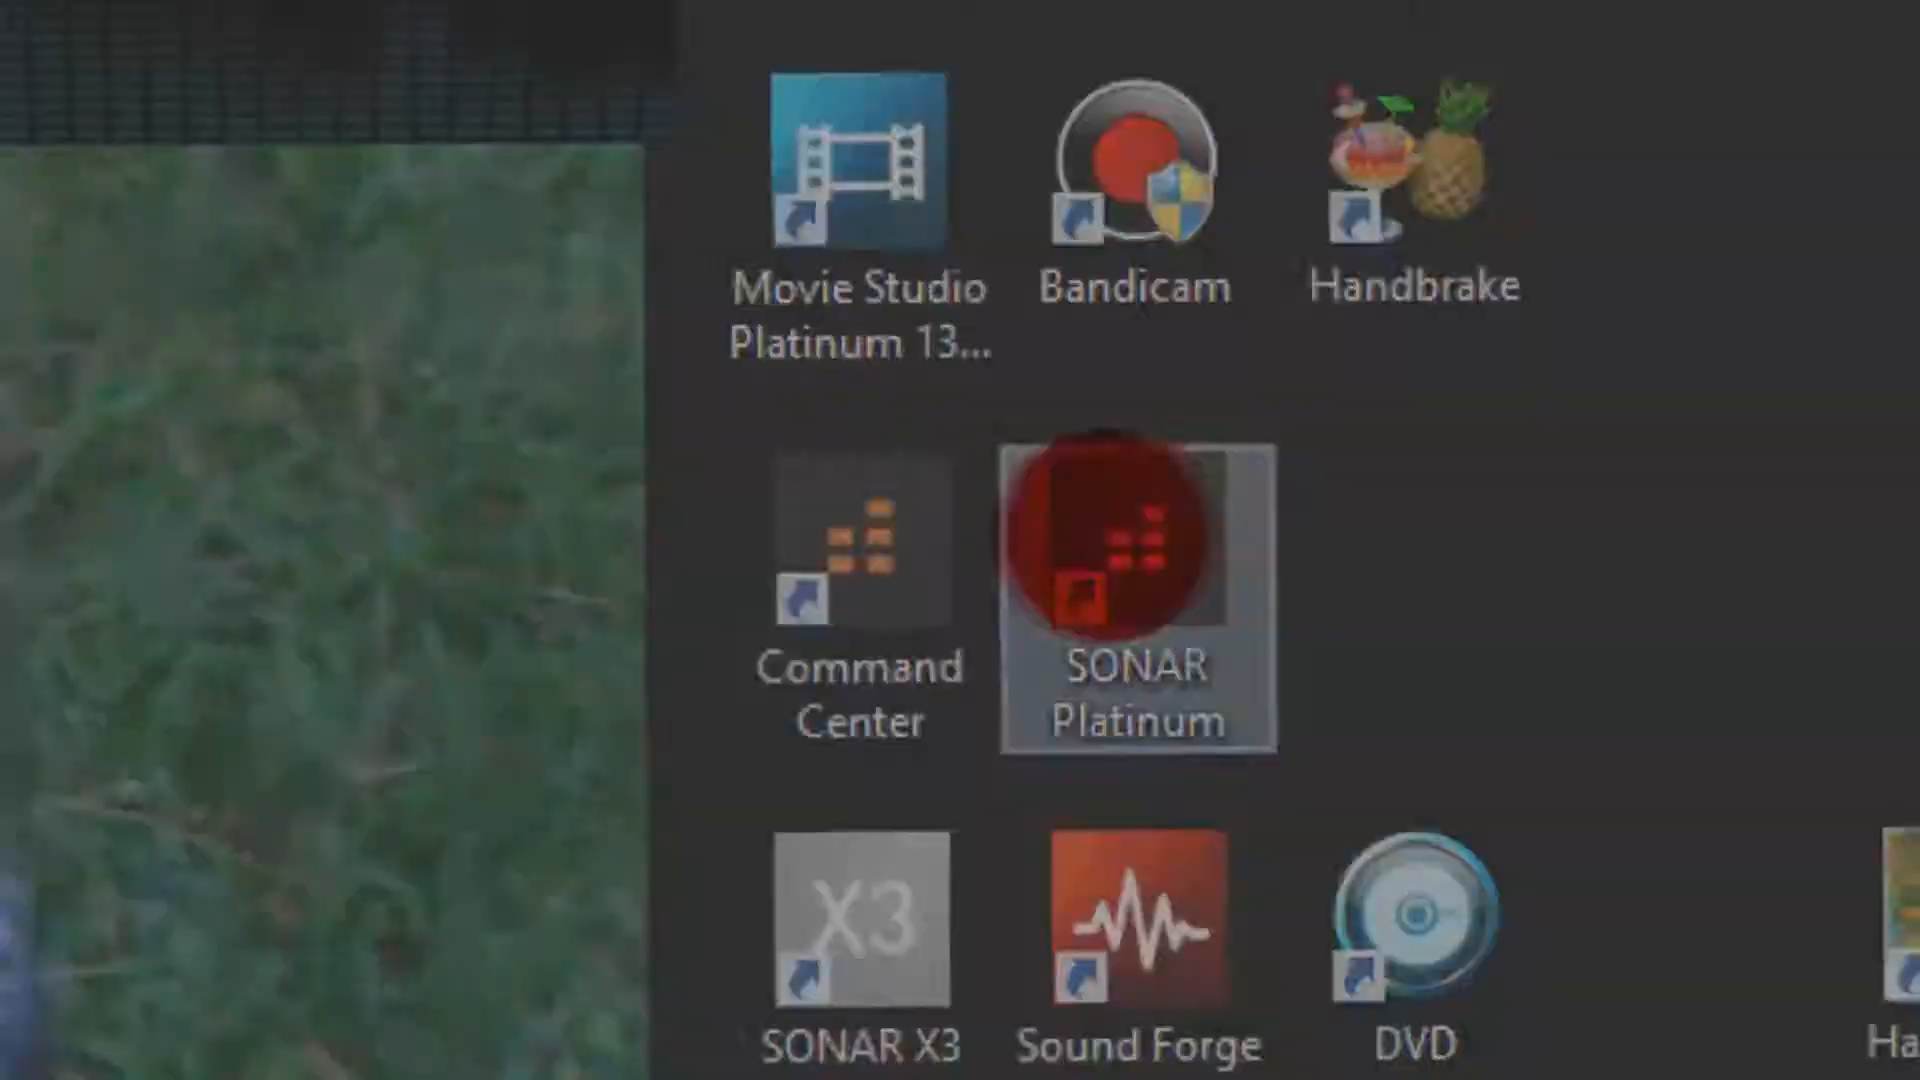 Movie Studio
Platinum 13...
Bandicam
Handbrake
Command
Center
SONAR
Platinum
X3
SONAR X3
Sound Forge
DVD
Ha